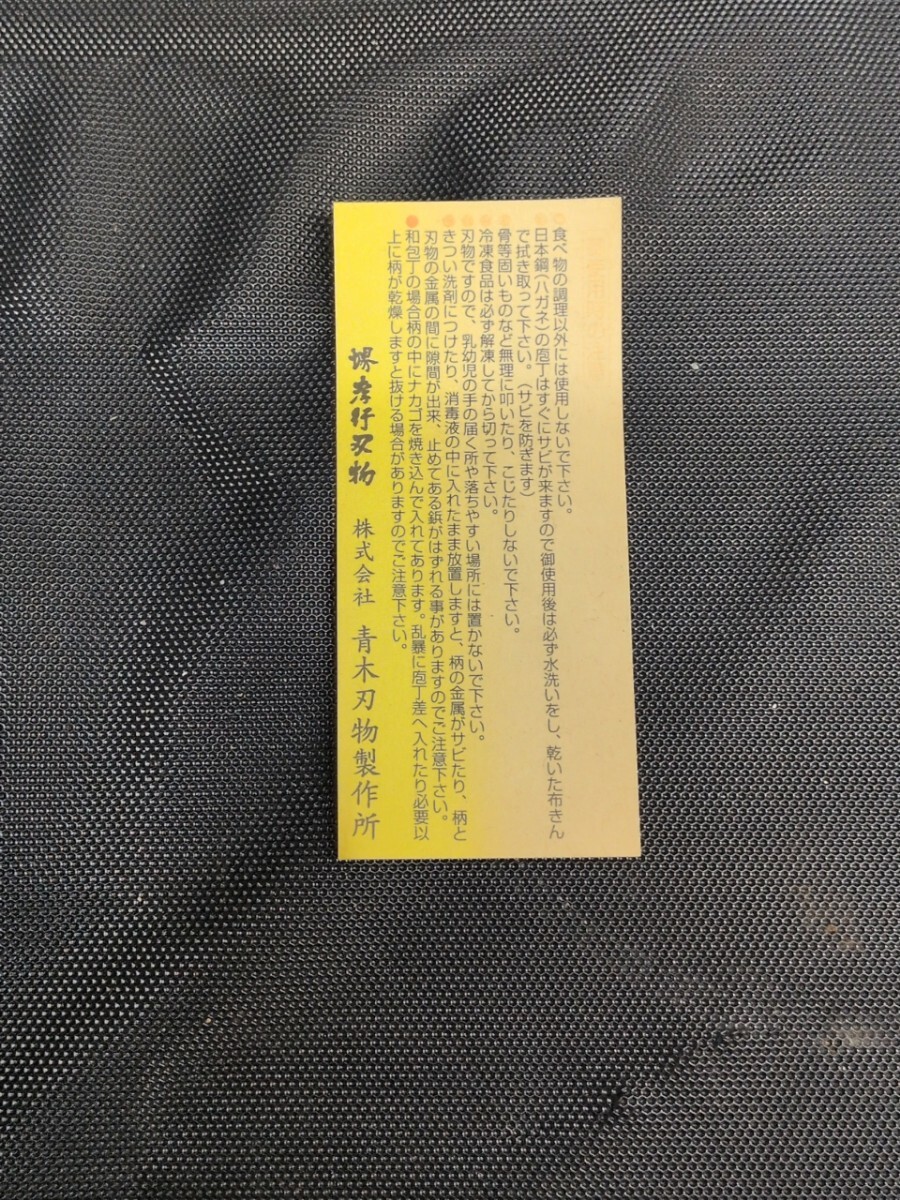 食べ物の調理以外には使用しないで下さい。
日本鋼(ハガネ)の庖丁はすぐにサビが来ますので御使用後は必ず水洗いをし、乾いた布きん
で拭き取って下さい。(サビを防ぎます)
骨等固いものなど無理に叩いたり、こじたりしないで下さい。
冷凍食品は必ず解凍してから切って下さい。
刃物ですので、乳幼児の手の届く所や落ちやすい場所には置かないで下さい。
きつい洗剤につけたり、消毒液の中に入れたまま放置しますと、柄の金属がサビたり、柄と
刃物の金属の間に隙間が出来、止めてある鋲がはずれる事がありますのでご注意下さい。
和包丁の場合柄の中にナカゴを焼き込んで入れてあります。乱暴に庖丁差へ入れたり必要以
上に柄が乾燥しますと抜ける場合がありますのでご注意下さい。
堺孝行刃物 株式会社 青木刃物製作所